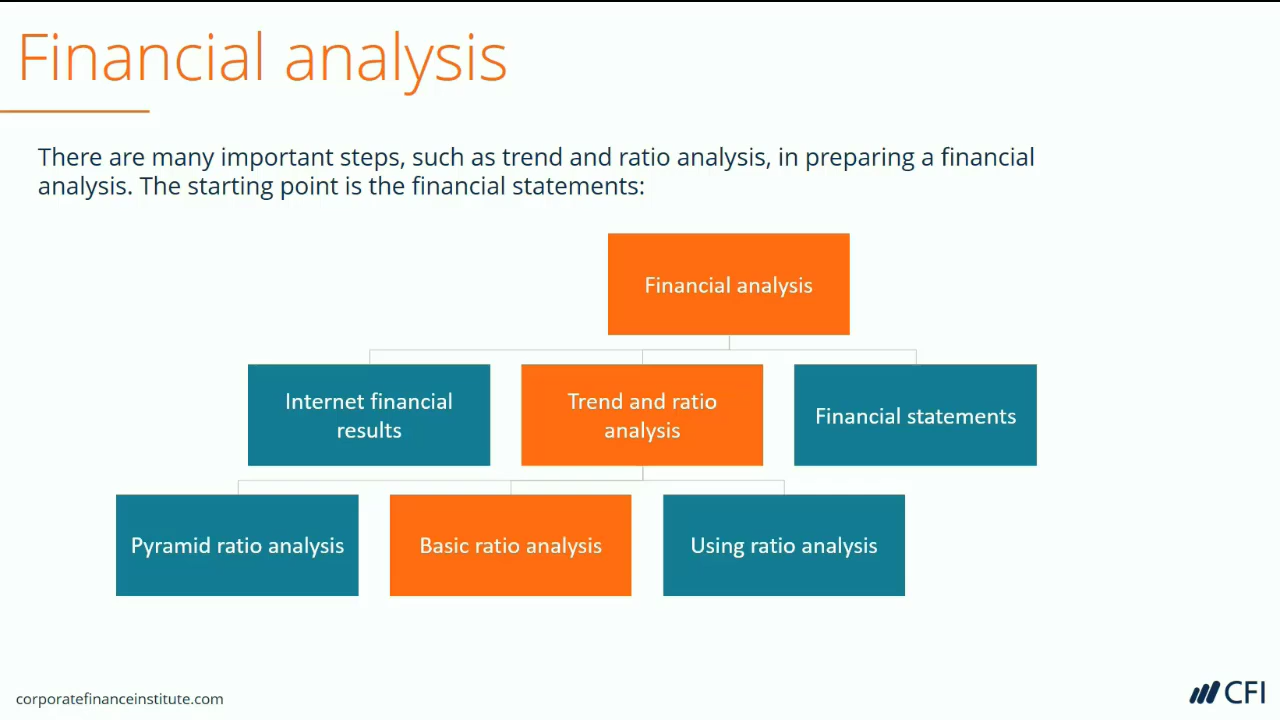 Financial analysis
There are many important steps, such as trend and ratio analysis, in preparing a financial
analysis. The starting point is the financial statements:
Financial analysis
Internet financial
results
Trend and ratio
analysis
Financial statements
Pyramid ratio analysis
Basic ratio analysis
Using ratio analysis
corporatefinanceinstitute.com
CFI